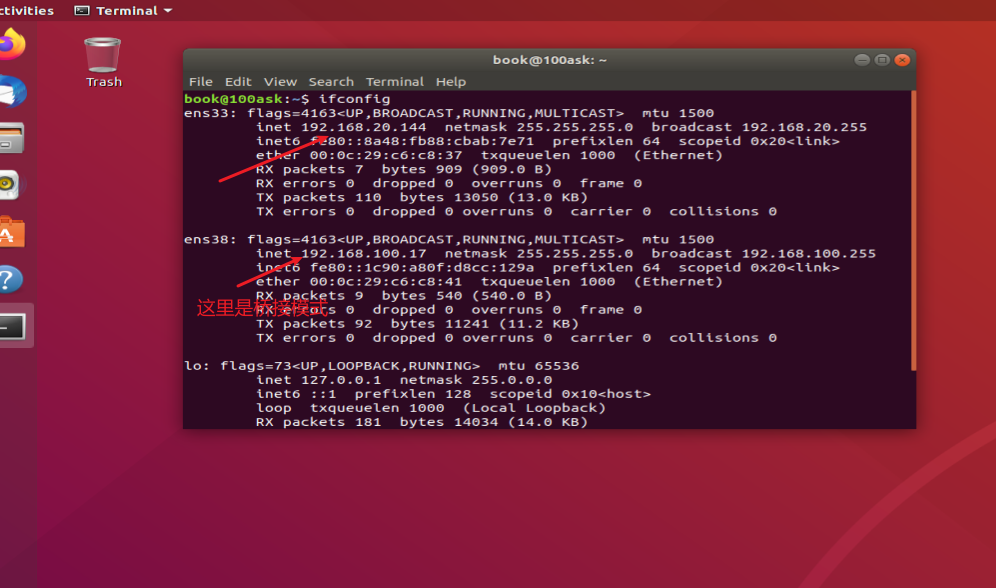 ctivities Terminal
Trash
book@100ask: ~
File Edit View Search Terminal Help
book@100ask:~$ ifconfig
ens33: flags=4163<UP,BROADCAST,RUNNING,MULTICAST>  mtu 1500
inet 192.168.20.144  netmask 255.255.255.0  broadcast 192.168.20.255
inet6 fe80::8a48:fb88:cbab:7e71  prefixlen 64  scopeid 0x20<link>
ether 00:0c:29:c6:c8:37  txqueuelen 1000  (Ethernet)
RX packets 7  bytes 909 (909.0 B)
RX errors 0  dropped 0  overruns 0  frame 0
TX packets 110  bytes 13050 (13.0 KB)
TX errors 0  dropped 0 overruns 0  carrier 0  collisions 0
ens38: flags=4163<UP,BROADCAST,RUNNING,MULTICAST>  mtu 1500
inet 192.168.100.17  netmask 255.255.255.0  broadcast 192.168.100.255
inet6 fe80::1c90:a80f:d8cc:129a  prefixlen 64  scopeid 0x20<link>
ether 00:0c:29:c6:c8:41  txqueuelen 1000  (Ethernet)
RX packets 9  bytes 540 (540.0 B)
这里是桥接模式
RX errors 0  dropped 0  overruns 0  frame 0
TX packets 92  bytes 11241 (11.2 KB)
TX errors 0  dropped 0 overruns 0  carrier 0  collisions 0
lo: flags=73<UP,LOOPBACK,RUNNING>  mtu 65536
inet 127.0.0.1  netmask 255.0.0.0
inet6 ::1  prefixlen 128  scopeid 0x10<host>
loop  txqueuelen 1000  (Local Loopback)
RX packets 181  bytes 14034 (14.0 KB)